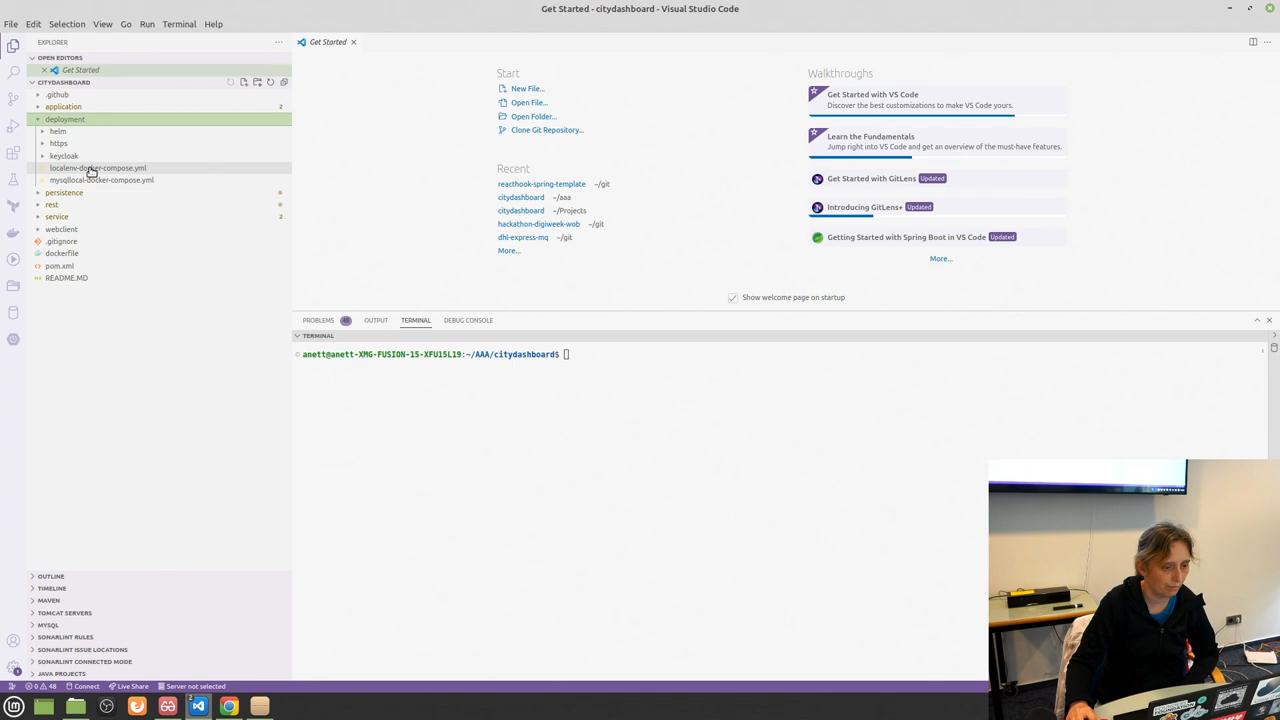 Get Started - citydashboard - Visual Studio Code
File Edit Selection View Go Run Terminal Help
EXPLORER
OPEN EDITORS
Get Started
CITYDASHBOARD
.github
application 2
deployment
helm
https
keycloak
localenv-docker-compose.yml
mysqllocal-docker-compose.yml
persistence
rest
service 2
webclient
.gitignore
dockerfile
pom.xml
README.MD
OUTLINE
TIMELINE
MAVEN
TOMCAT SERVERS
MYSQL
SONARLINT RULES
SONARLINT ISSUE LOCATIONS
SONARLINT CONNECTED MODE
JAVA PROJECTS
Get Started
Start
New File...
Open File...
Open Folder...
Clone Git Repository...
Recent
reacthook-spring-template ~/git
citydashboard ~/aaa
citydashboard ~/Projects
hackathon-digiweek-wob ~/git
dhl-express-mq ~/git
More...
Walkthroughs
Get Started with VS Code
Discover the best customizations to make VS Code yours.
Learn the Fundamentals
Jump right into VS Code and get an overview of the must-have features.
Get Started with GitLens Updated
Introducing GitLens+ Updated
Getting Started with Spring Boot in VS Code Updated
More...
Show welcome page on startup
PROBLEMS 48 OUTPUT TERMINAL DEBUG CONSOLE
TERMINAL
anett@anett-XMG-FUSION-15-XFU15L19:~/AAA/citydashboard$
0 48 Connect Live Share Server not selected